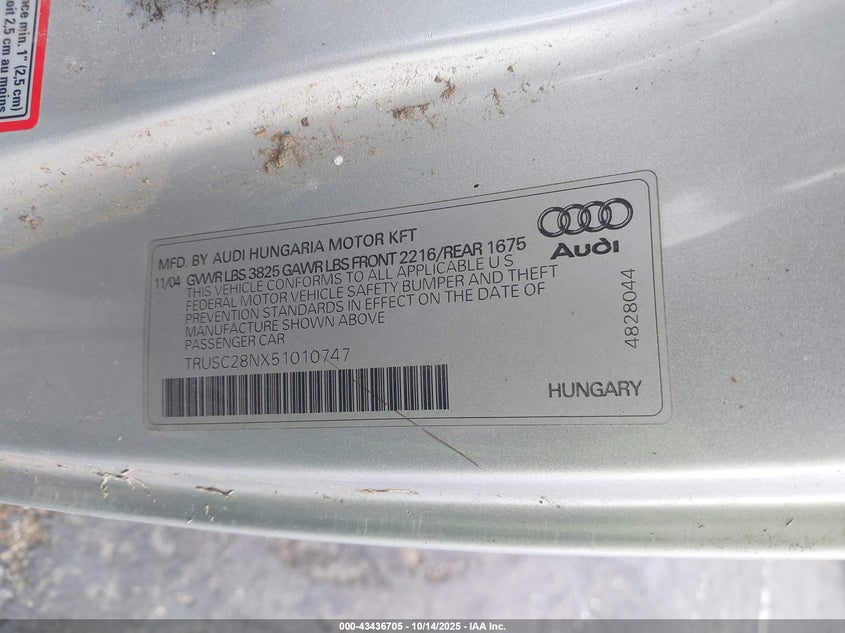 nce min. 1" (2,5 cm)
oit 2,5 cm au moins
MFD. BY AUDI HUNGARIA MOTOR KFT
11/04 GVWR LBS 3825 GAWR LBS FRONT 2216/REAR 1675
THIS VEHICLE CONFORMS TO ALL APPLICABLE U S
FEDERAL MOTOR VEHICLE SAFETY BUMPER AND THEFT
PREVENTION STANDARDS IN EFFECT ON THE DATE OF
MANUFACTURE SHOWN ABOVE
PASSENGER CAR
TRUSC28NX51010747
Audi
4828044
HUNGARY
000-43436705 - 10/14/2025 - IAA Inc.